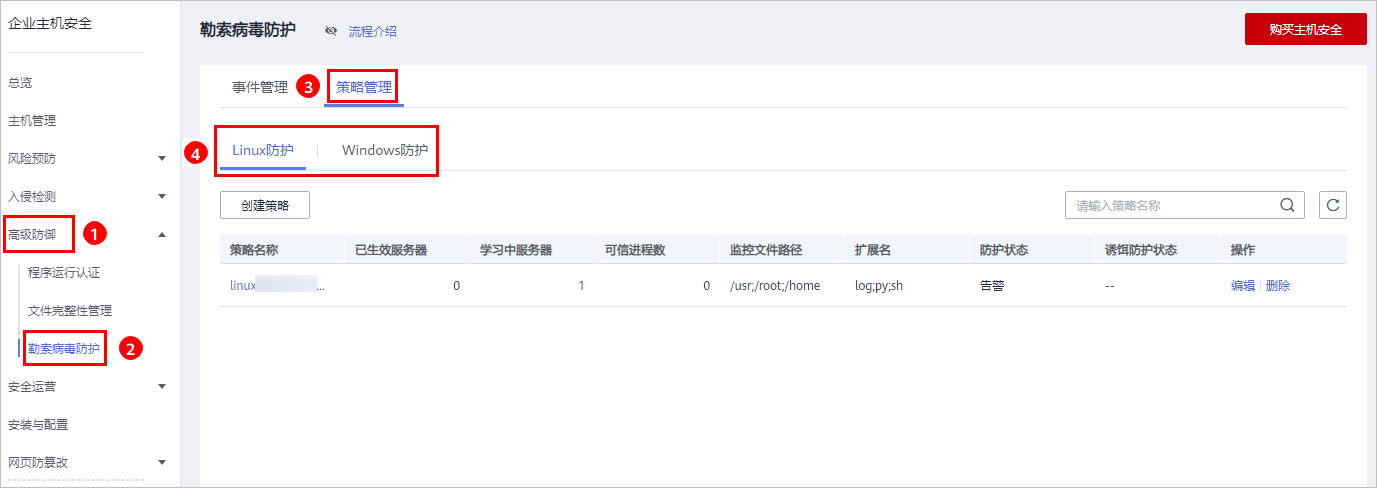 企业主机安全
总览
主机管理
风险预防
入侵检测
高级防御
1
程序运行认证
文件完整性管理
勒索病毒防护
2
安全运营
安装与配置
网页防篡改
勒索病毒防护 流程介绍
购买主机安全
事件管理 3 策略管理
4 Linux防护 Windows防护
创建策略
请输入策略名称
策略名称 已生效服务器 学习中服务器 可信进程数 监控文件路径 扩展名 防护状态 诱饵防护状态 操作
linux... 0 1 0 /usr;/root;/home log;py;sh 告警 -- 编辑 删除